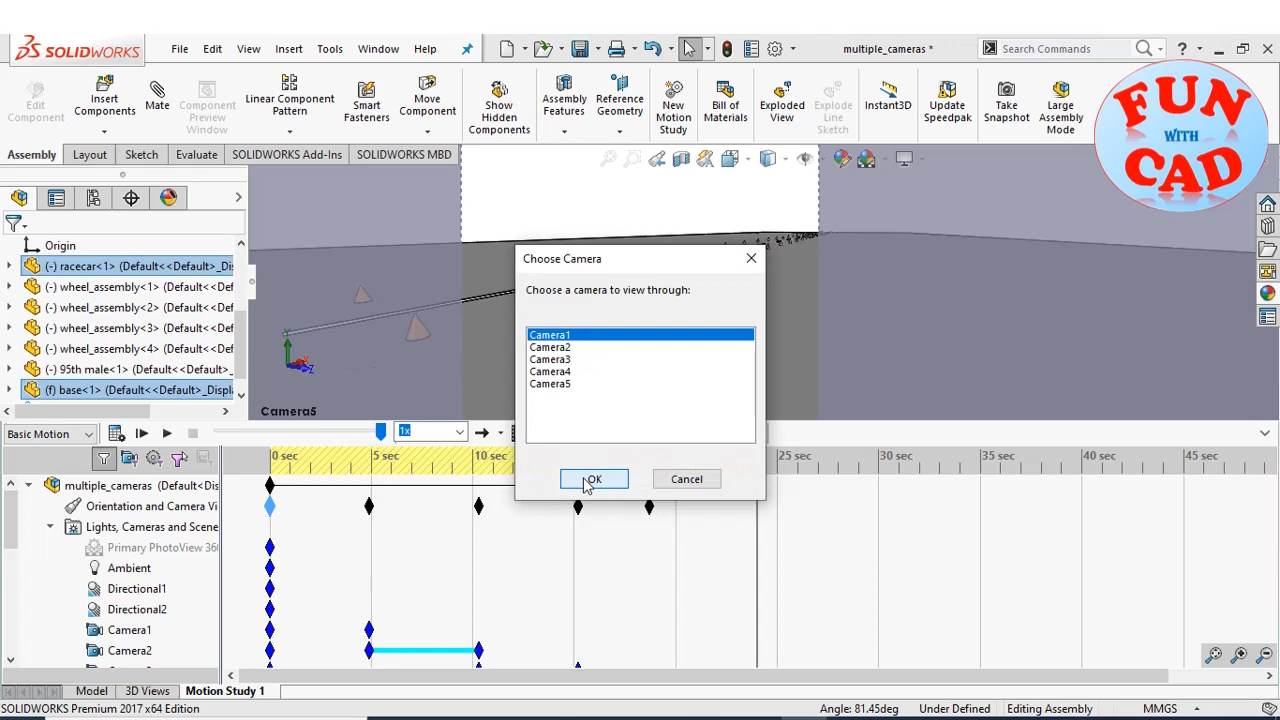 SOLIDWORKS File Edit View Insert Tools Window Help multiple_cameras * Search Commands ?
Edit Component
Insert Components
Mate
Component Preview Window
Linear Component Pattern
Smart Fasteners
Move Component
Show Hidden Components
Assembly Features
Reference Geometry
New Motion Study
Bill of Materials
Exploded View
Explode Line Sketch
Instant3D
Update Speedpak
Take Snapshot
Large Assembly Mode
FUN
WITH
CAD
Assembly Layout Sketch Evaluate SOLIDWORKS Add-Ins SOLIDWORKS MBD
Origin
(-) racecar<1> (Default<<Default>_Disp
(-) wheel_assembly<1> (Default<<Def
(-) wheel_assembly<2> (Default<<Def
(-) wheel_assembly<3> (Default<<Def
(-) wheel_assembly<4> (Default<<Def
(-) 95th male<1> (Default<<Default>_
(f) base<1> (Default<<Default>_Displa
Camera5
Choose Camera
Choose a camera to view through:
Camera1
Camera2
Camera3
Camera4
Camera5
OK Cancel
Basic Motion 1x
0 sec 5 sec 10 sec 25 sec 30 sec 35 sec 40 sec 45 sec
multiple_cameras (Default<Dis
Orientation and Camera Vi
Lights, Cameras and Scene
Primary PhotoView 360
Ambient
Directional1
Directional2
Camera1
Camera2
Model 3D Views Motion Study 1
SOLIDWORKS Premium 2017 x64 Edition Angle: 81.45deg Under Defined Editing Assembly MMGS